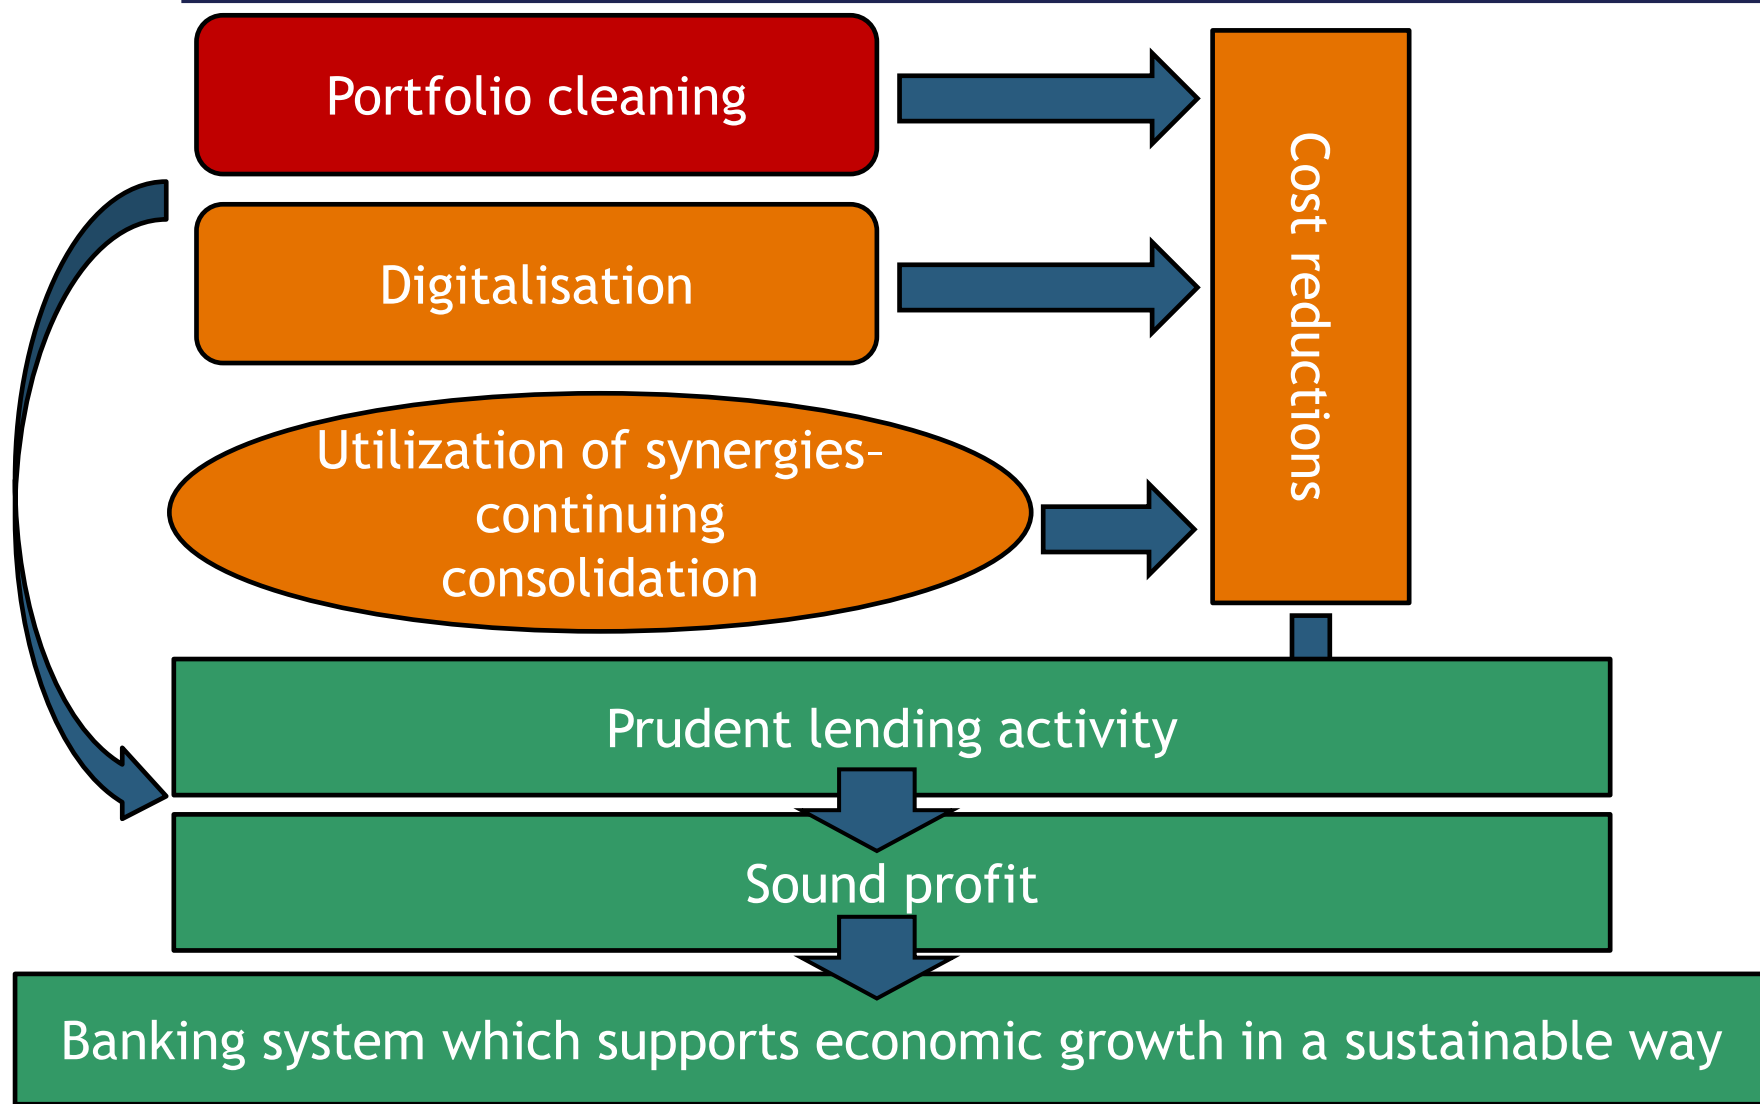 Portfolio cleaning
Cost reductions
Digitalisation
Utilization of synergies–
continuing
consolidation
Prudent lending activity
Sound profit
Banking system which supports economic growth in a sustainable way